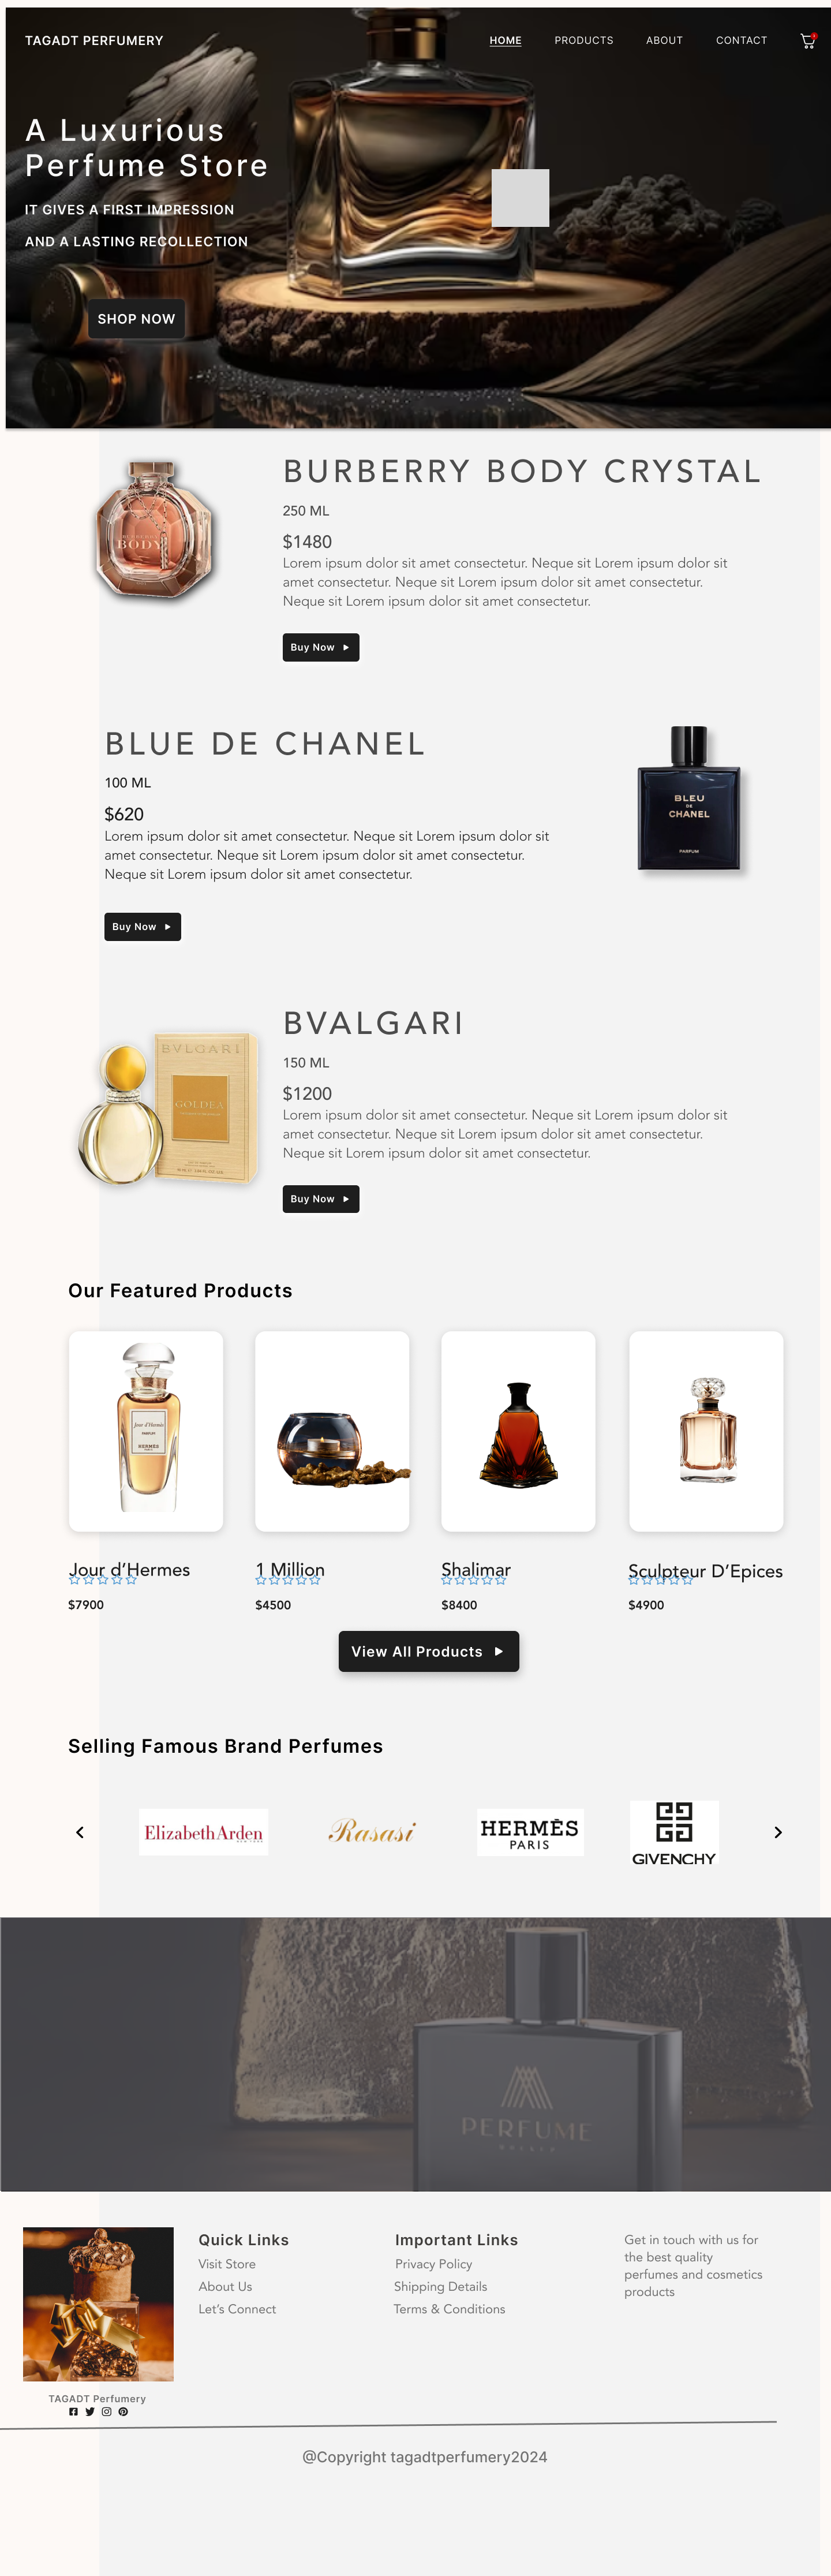 TAGADT PERFUMERY
HOME PRODUCTS ABOUT CONTACT
A Luxurious
Perfume Store
IT GIVES A FIRST IMPRESSION
AND A LASTING RECOLLECTION
SHOP NOW
BURBERRY BODY CRYSTAL
250 ML
$1480
Lorem ipsum dolor sit amet consectetur. Neque sit Lorem ipsum dolor sit
amet consectetur. Neque sit Lorem ipsum dolor sit amet consectetur.
Neque sit Lorem ipsum dolor sit amet consectetur.
Buy Now
BODY
BLUE DE CHANEL
100 ML
$620
Lorem ipsum dolor sit amet consectetur. Neque sit Lorem ipsum dolor sit
amet consectetur. Neque sit Lorem ipsum dolor sit amet consectetur.
Neque sit Lorem ipsum dolor sit amet consectetur.
Buy Now
BLEU
DE
CHANEL
PARFUM
BVALGARI
150 ML
$1200
Lorem ipsum dolor sit amet consectetur. Neque sit Lorem ipsum dolor sit
amet consectetur. Neque sit Lorem ipsum dolor sit amet consectetur.
Neque sit Lorem ipsum dolor sit amet consectetur.
Buy Now
BVLGARI
GOLDEA
Our Featured Products
Jour d'Hermès
PARFUM
HERMÈS
PARIS
Jour d’Hermes
$7900
1 Million
$4500
Shalimar
$8400
Sculpteur D’Epices
$4900
View All Products
Selling Famous Brand Perfumes
Elizabeth Arden
NEW YORK
Rasasi
HERMÈS
PARIS
GIVENCHY
PERFUME
Quick Links
Visit Store
About Us
Let’s Connect
Important Links
Privacy Policy
Shipping Details
Terms & Conditions
Get in touch with us for
the best quality
perfumes and cosmetics
products
TAGADT Perfumery
@Copyright tagadtperfumery2024